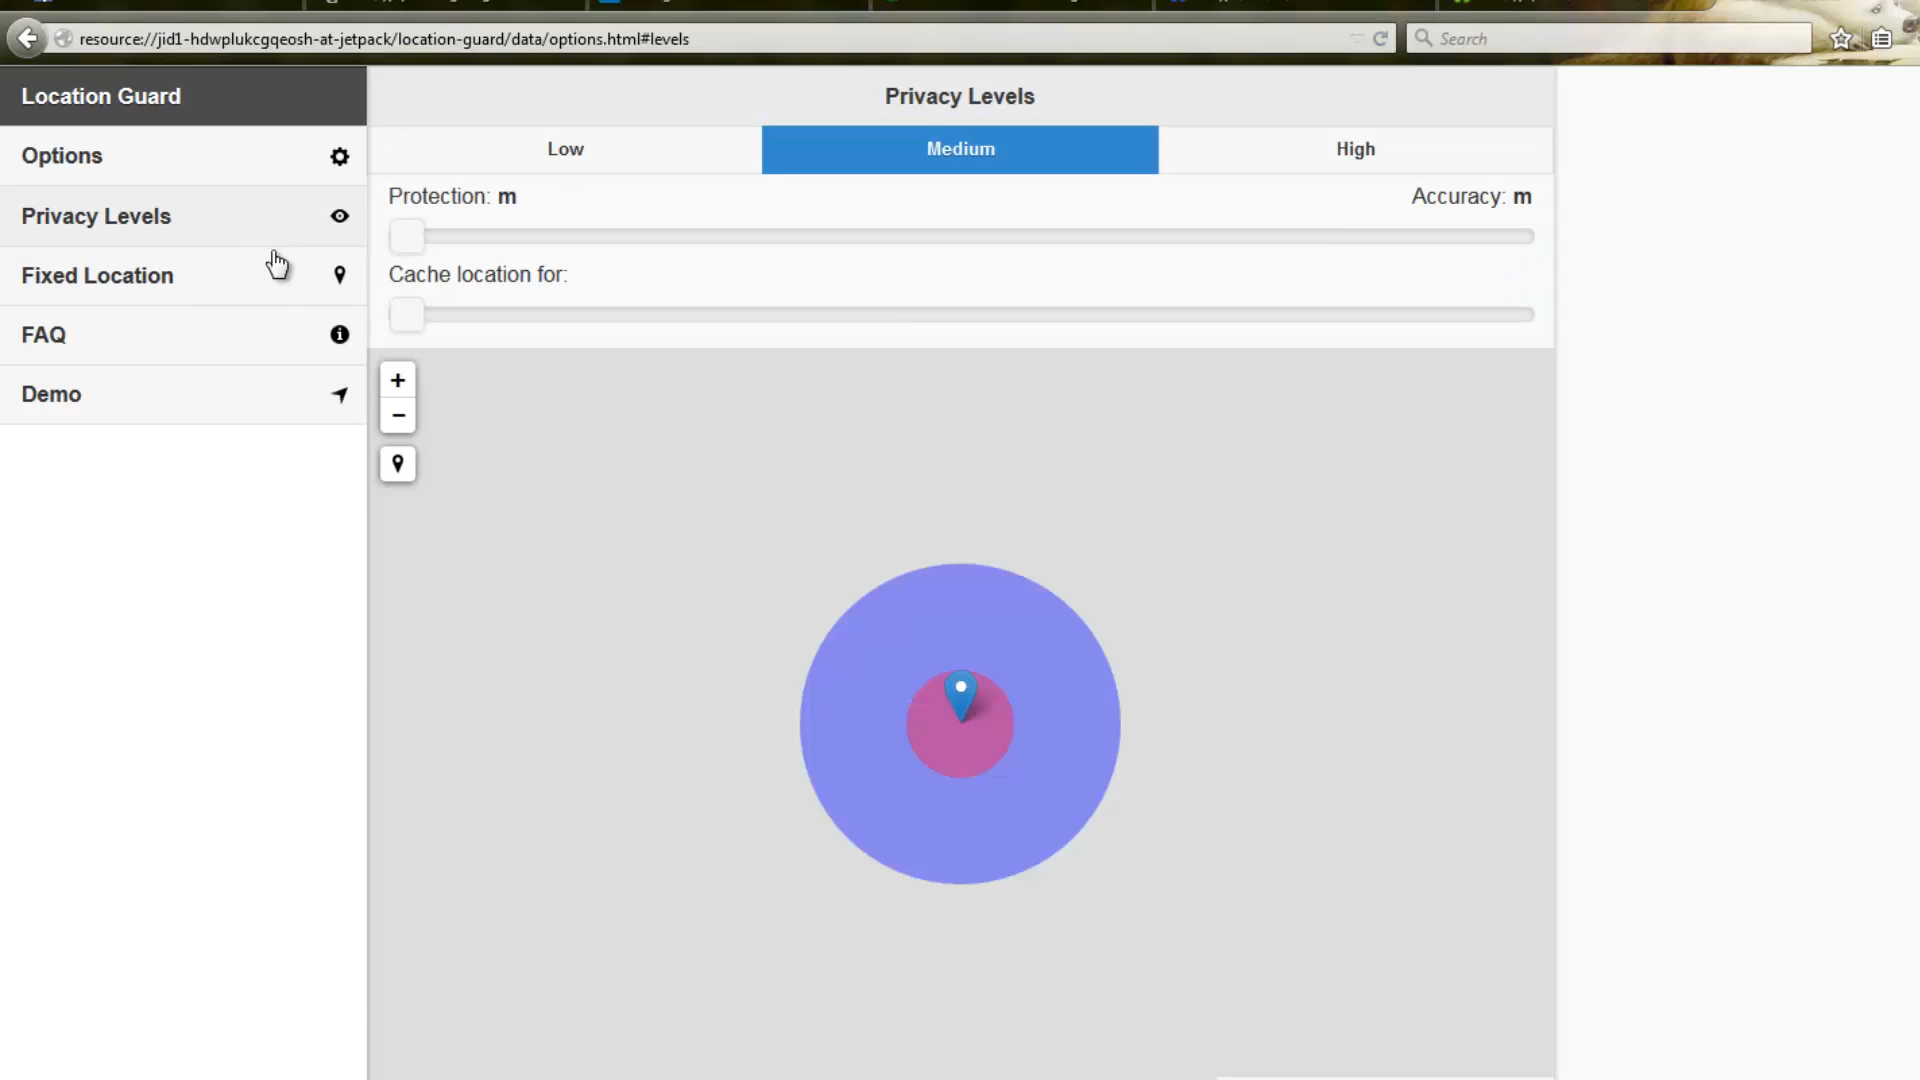 resource://jid1-hdwplukcgqeosh-at-jetpack/location-guard/data/options.html#levels
Search
Location Guard
Options
Privacy Levels
Fixed Location
FAQ
Demo
Privacy Levels
Low Medium High
Protection: m Accuracy: m
Cache location for:
+
−